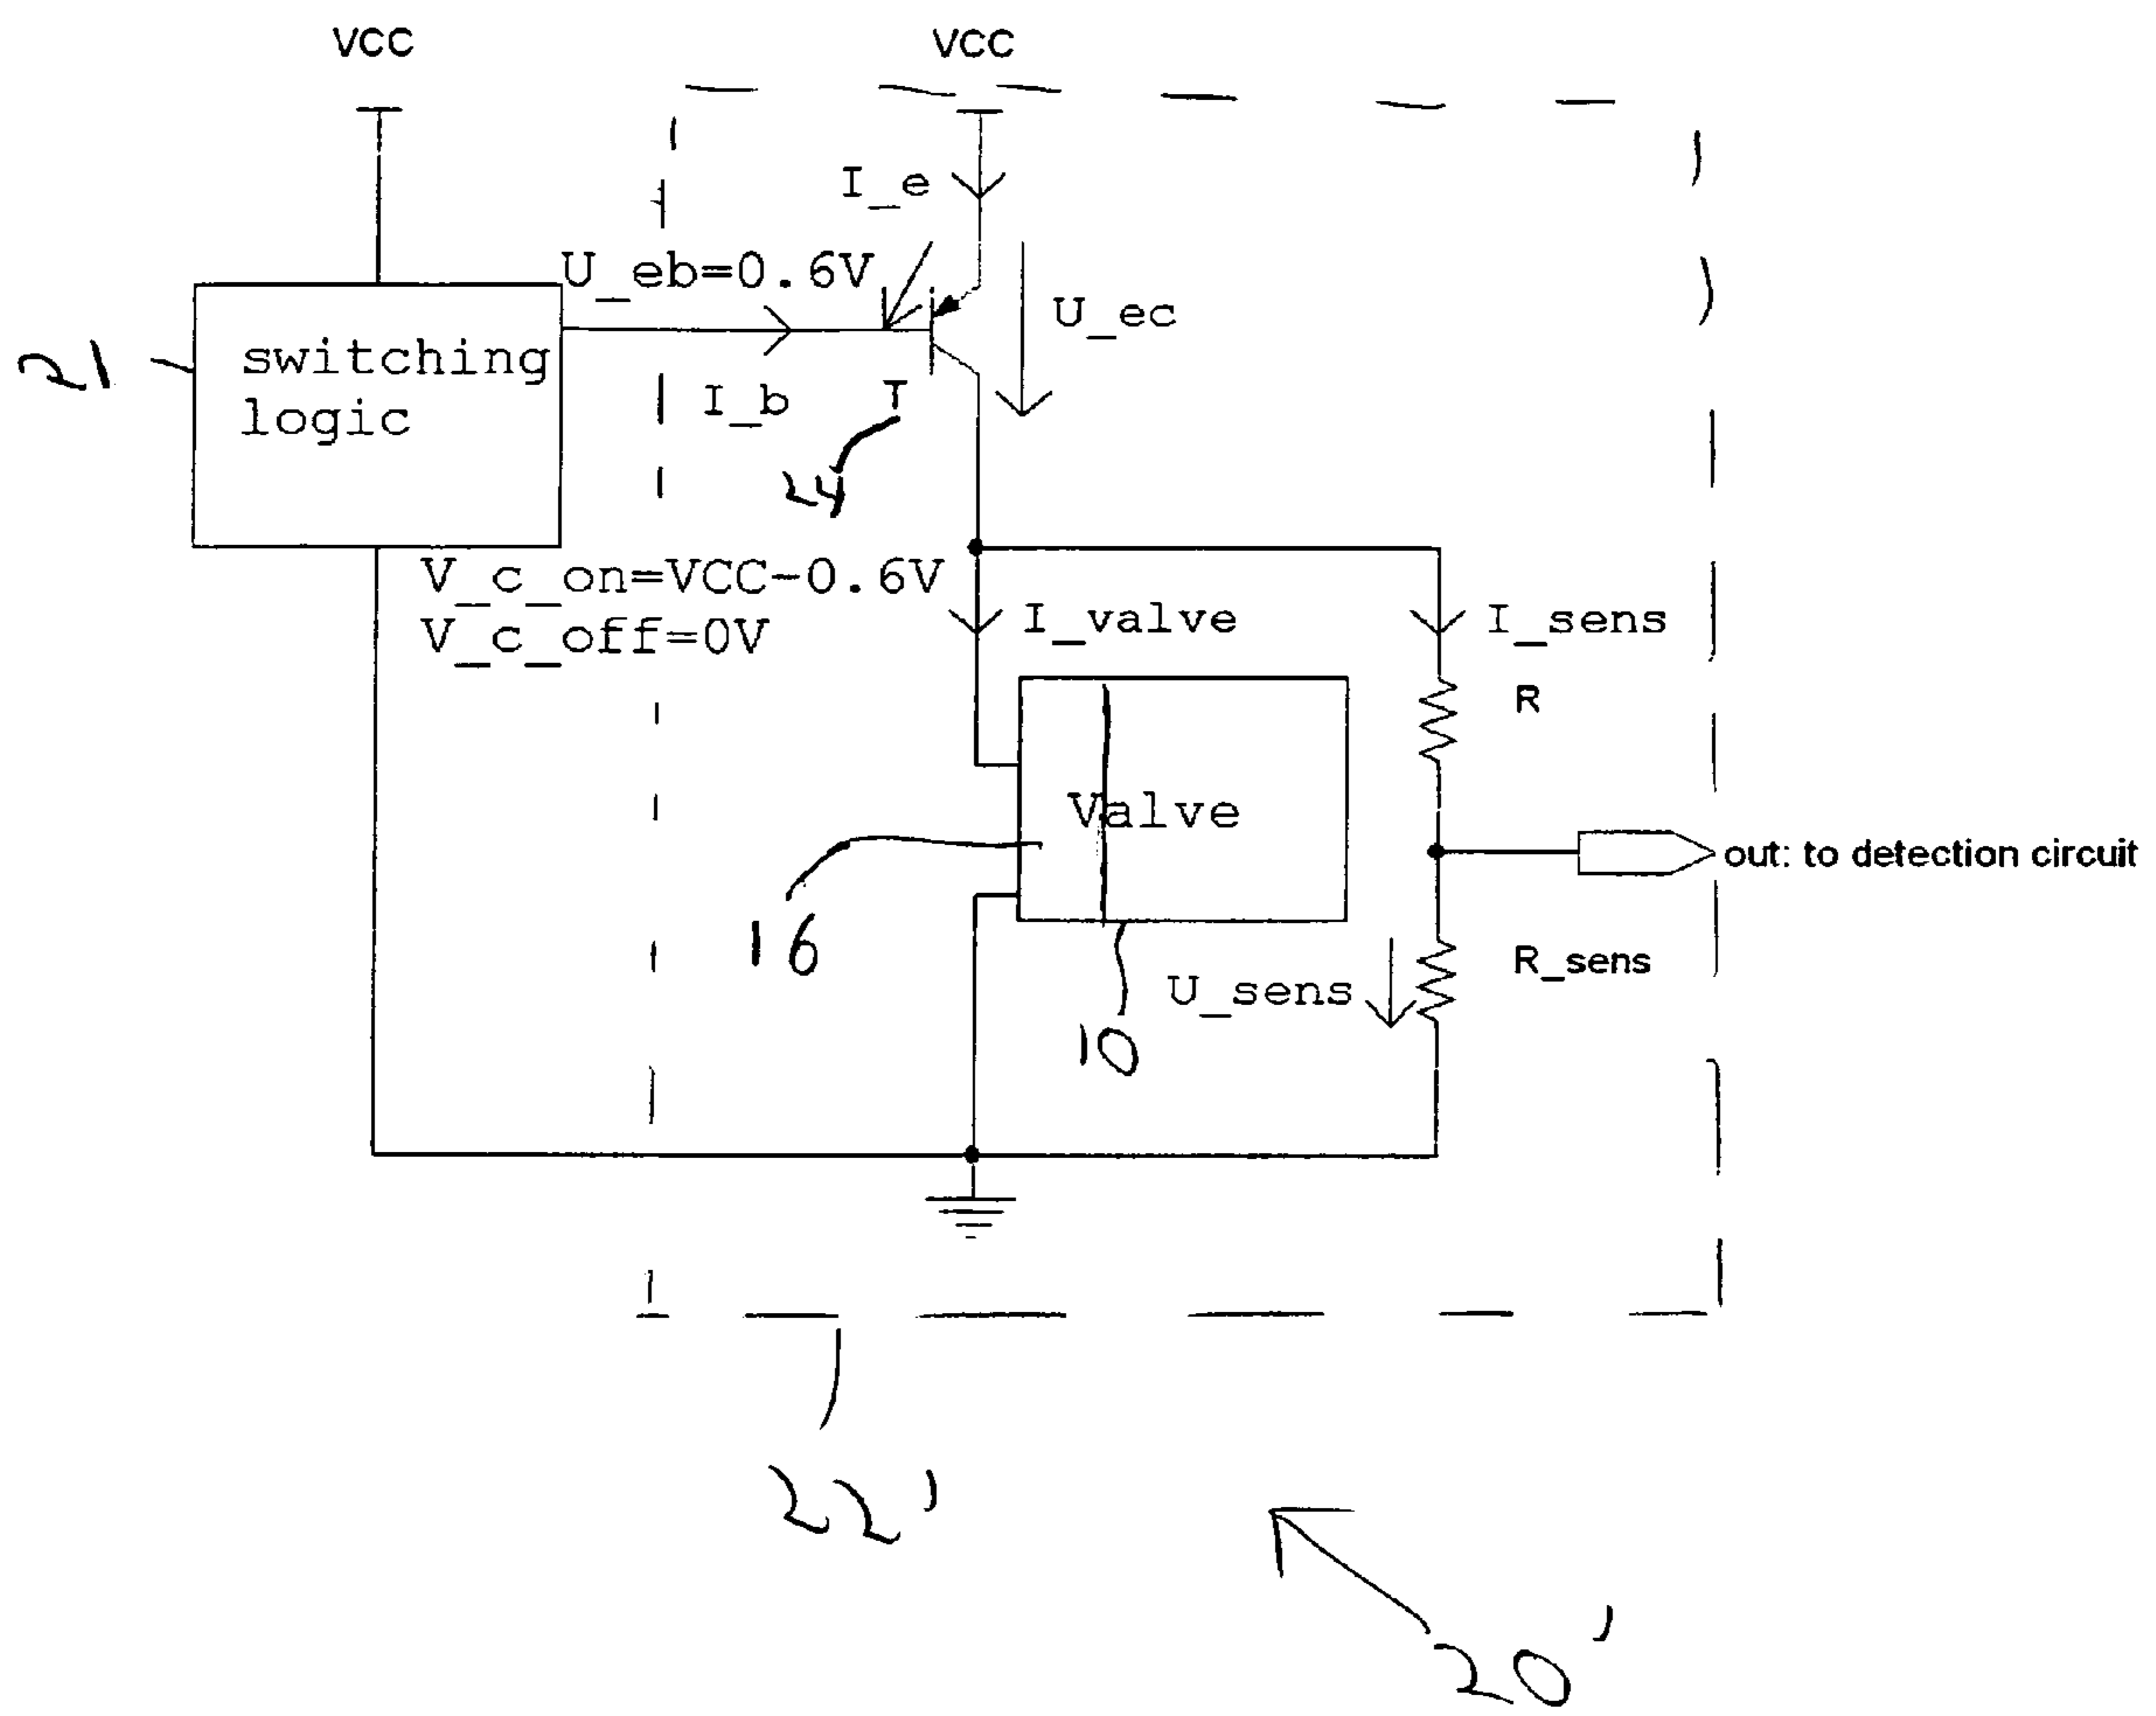 VCC
VCC
I_e
U_eb=0.6V
U_ec
21
switching
logic
I_b
T
24
V_c_on=VCC-0.6V
V_c_off=0V
I_valve
I_sens
R
Valve
out: to detection circuit
16
R_sens
U_sens
10
22'
20'